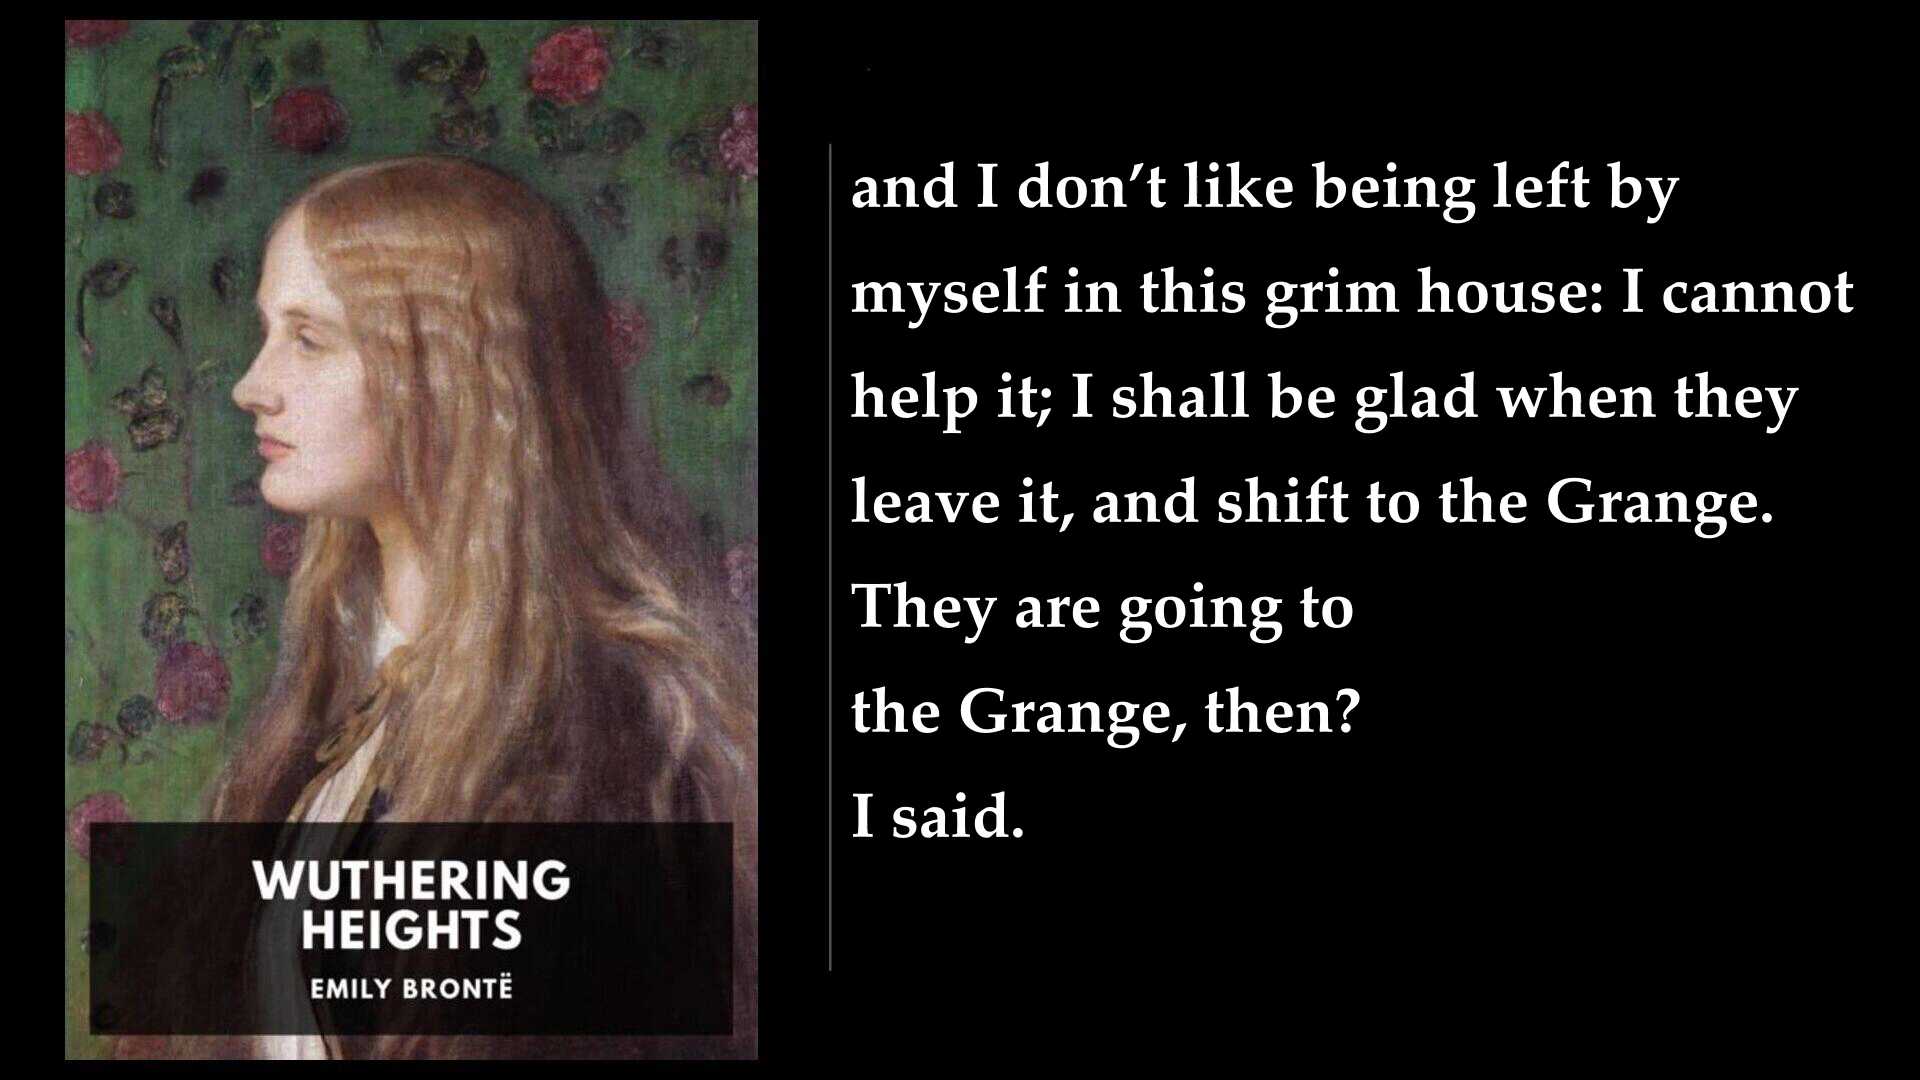 WUTHERING
HEIGHTS
EMILY BRONTË
and I don’t like being left by
myself in this grim house: I cannot
help it; I shall be glad when they
leave it, and shift to the Grange.
They are going to
the Grange, then?
I said.